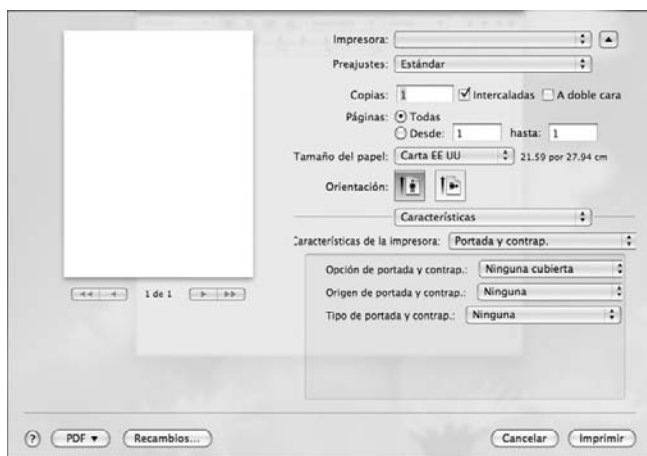 Impresora:
Preajustes: Estándar
Copias: 1 Intercaladas A doble cara
Páginas: Todas
Desde: 1 hasta: 1
Tamaño del papel: Carta EE UU 21.59 por 27.94 cm
Orientación:
Características
Características de la impresora: Portada y contrap.
Opción de portada y contrap.: Ninguna cubierta
Origen de portada y contrap.: Ninguna
Tipo de portada y contrap.: Ninguna
1 de 1
? PDF Recambios... Cancelar Imprimir